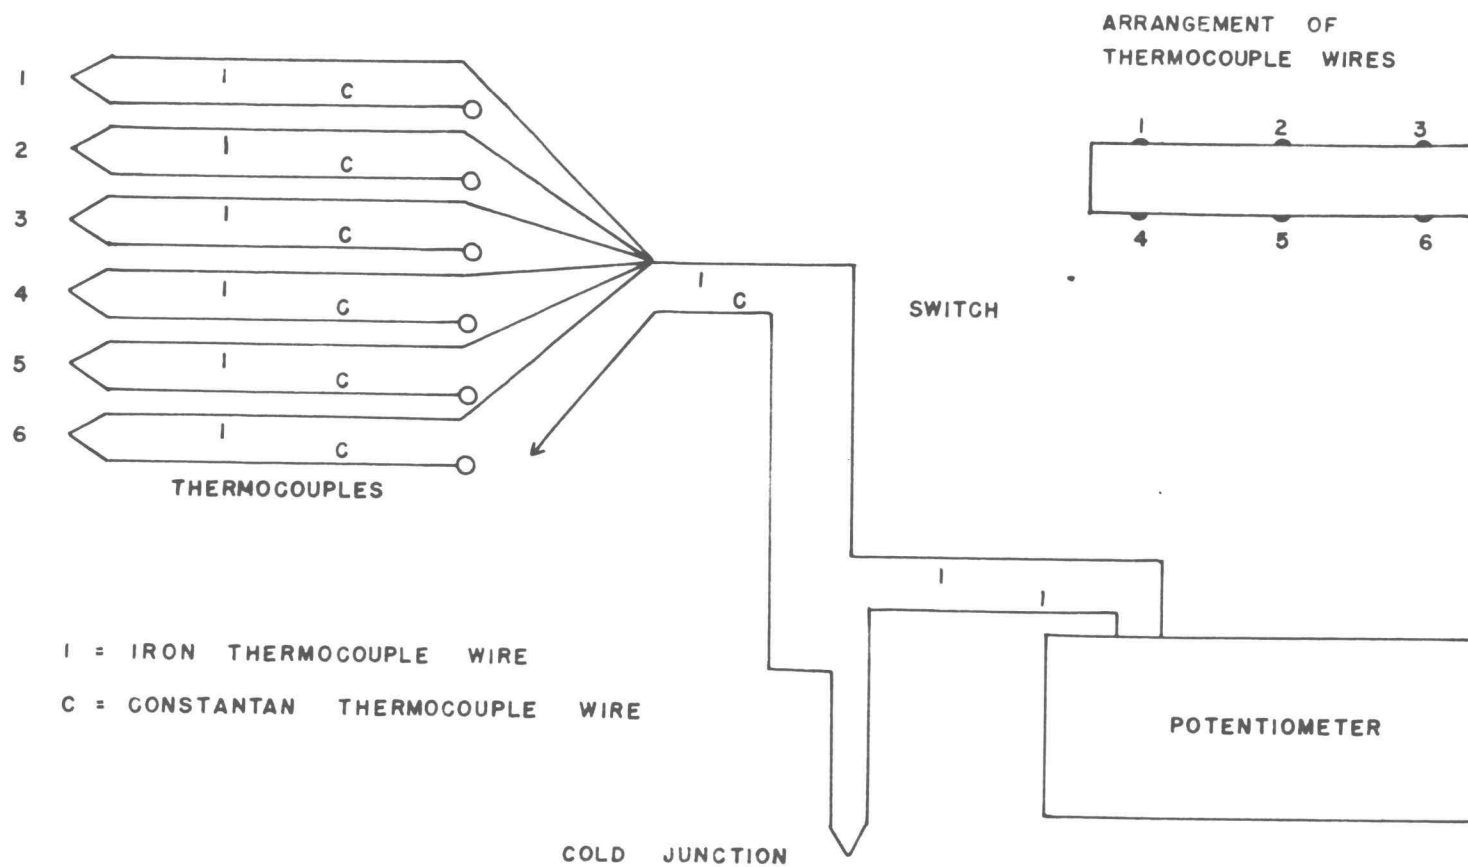 ARRANGEMENT OF
THERMOCOUPLE WIRES
1 2 3
4 5 6
1 I C
2 I C
3 I C
4 I C
5 I C
6 I C
THERMOCOUPLES
I C
SWITCH
I I
I = IRON THERMOCOUPLE WIRE
C = CONSTANTAN THERMOCOUPLE WIRE
POTENTIOMETER
COLD JUNCTION